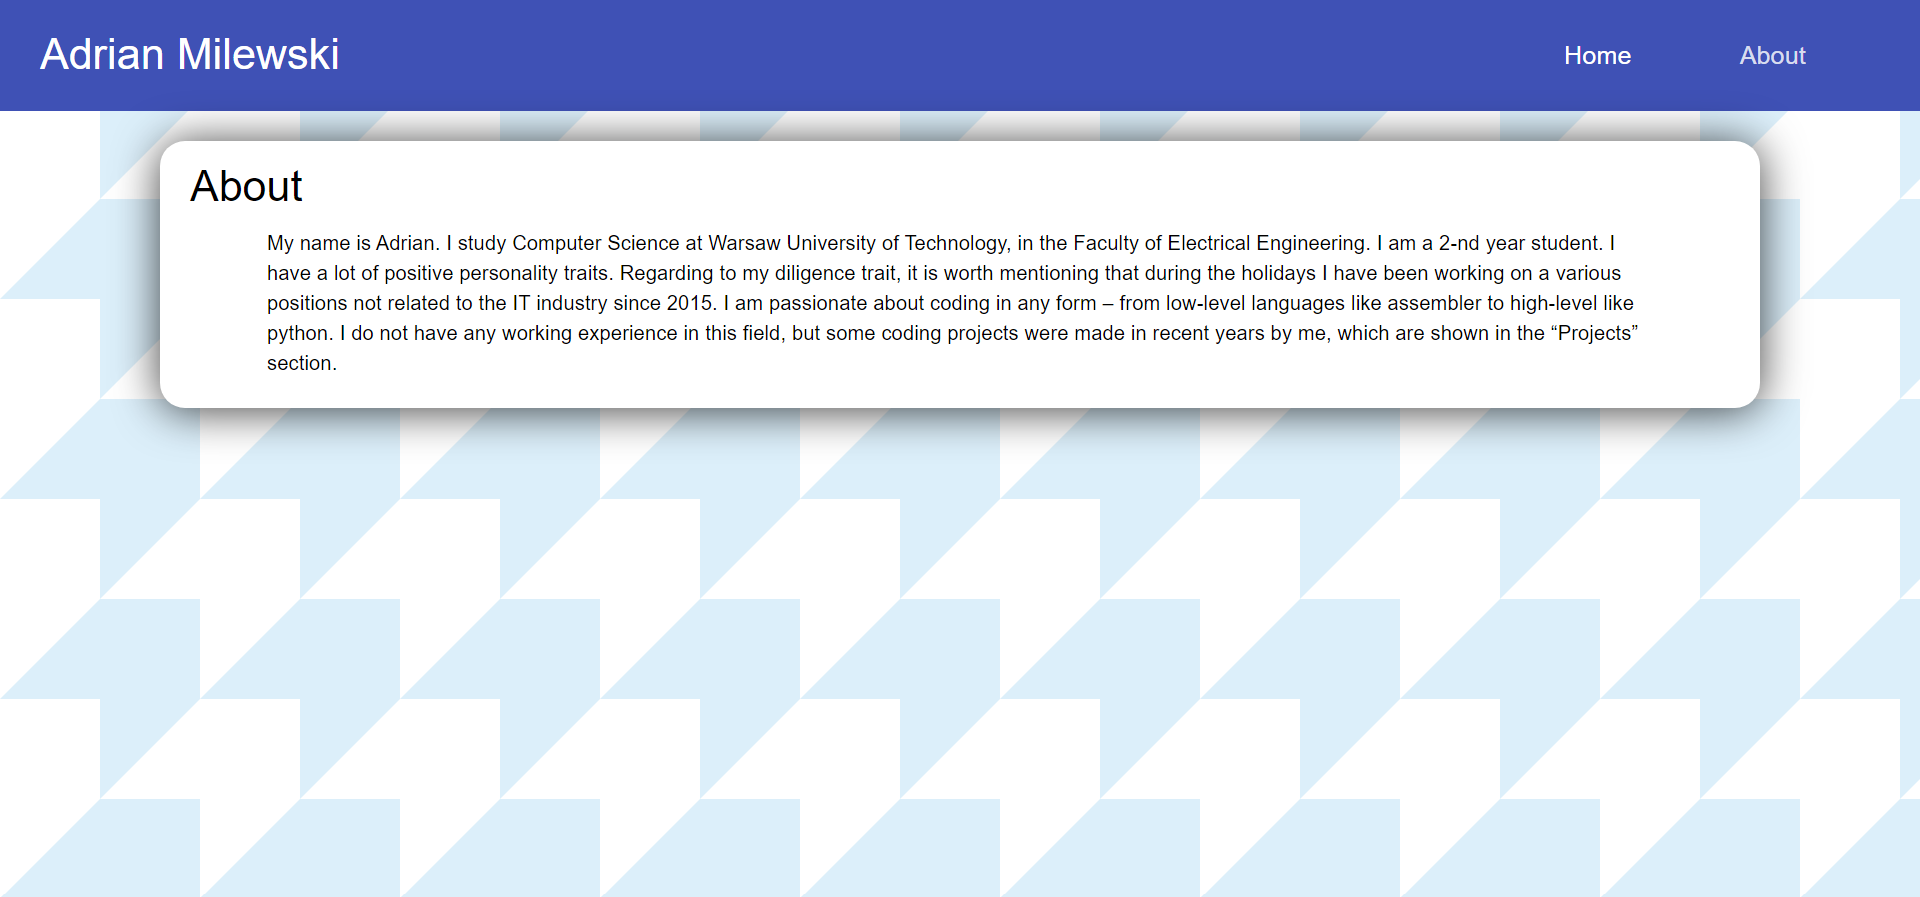 Adrian Milewski
Home
About
About
My name is Adrian. I study Computer Science at Warsaw University of Technology, in the Faculty of Electrical Engineering. I am a 2-nd year student. I
have a lot of positive personality traits. Regarding to my diligence trait, it is worth mentioning that during the holidays I have been working on a various
positions not related to the IT industry since 2015. I am passionate about coding in any form – from low-level languages like assembler to high-level like
python. I do not have any working experience in this field, but some coding projects were made in recent years by me, which are shown in the “Projects”
section.